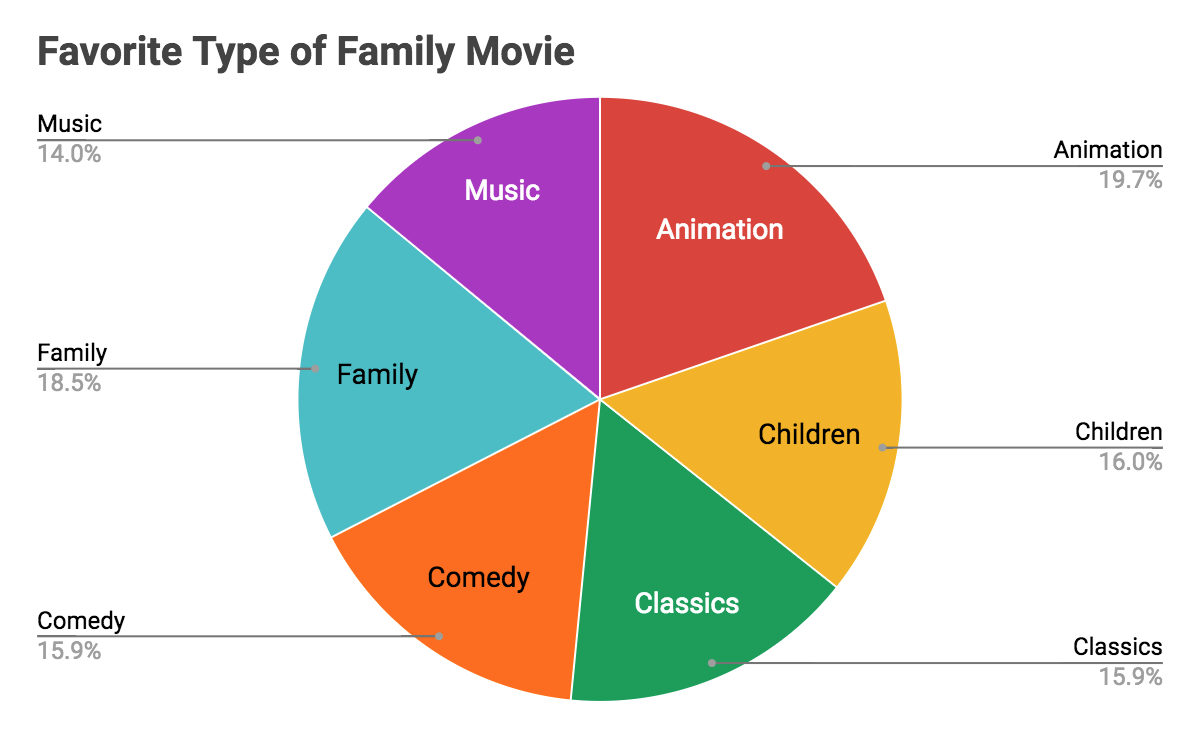 Favorite Type of Family Movie
Music
14.0%
Animation
19.7%
Music
Animation
Family
18.5%
Family
Children
Children
16.0%
Comedy
Classics
Comedy
15.9%
Classics
15.9%